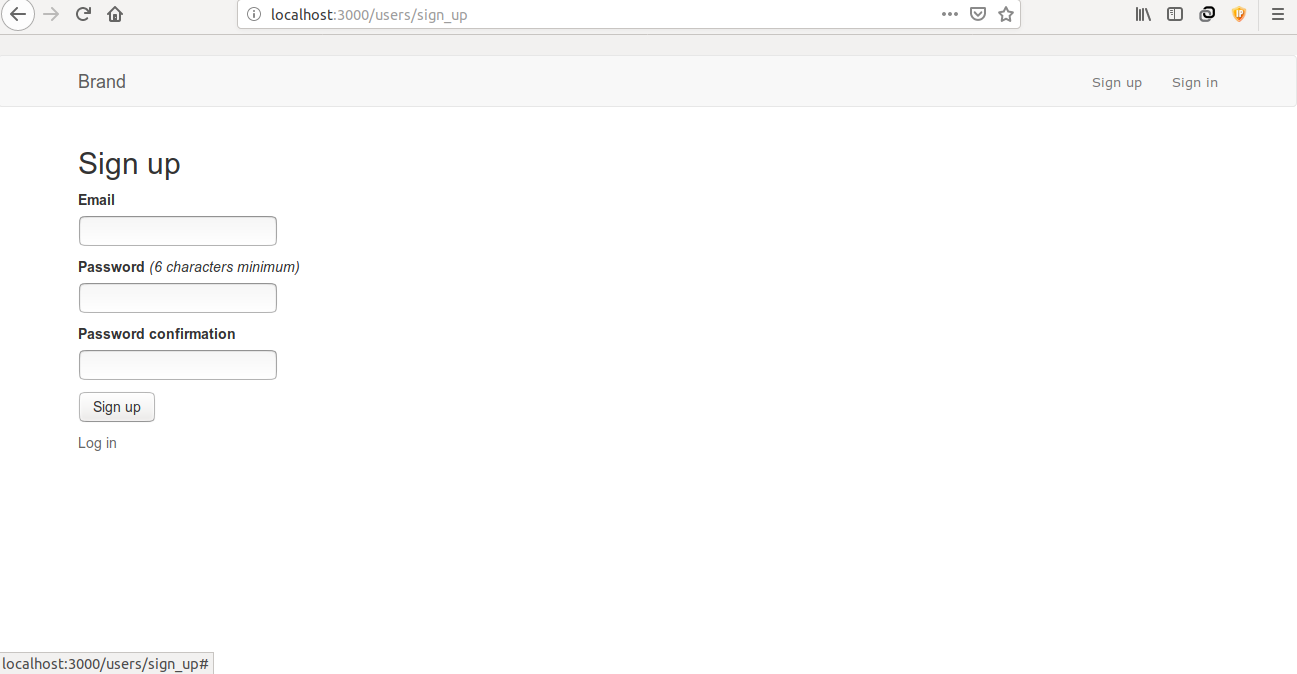 localhost:3000/users/sign_up
Brand
Sign up
Sign in
Sign up
Email
Password (6 characters minimum)
Password confirmation
Sign up
Log in
localhost:3000/users/sign_up#